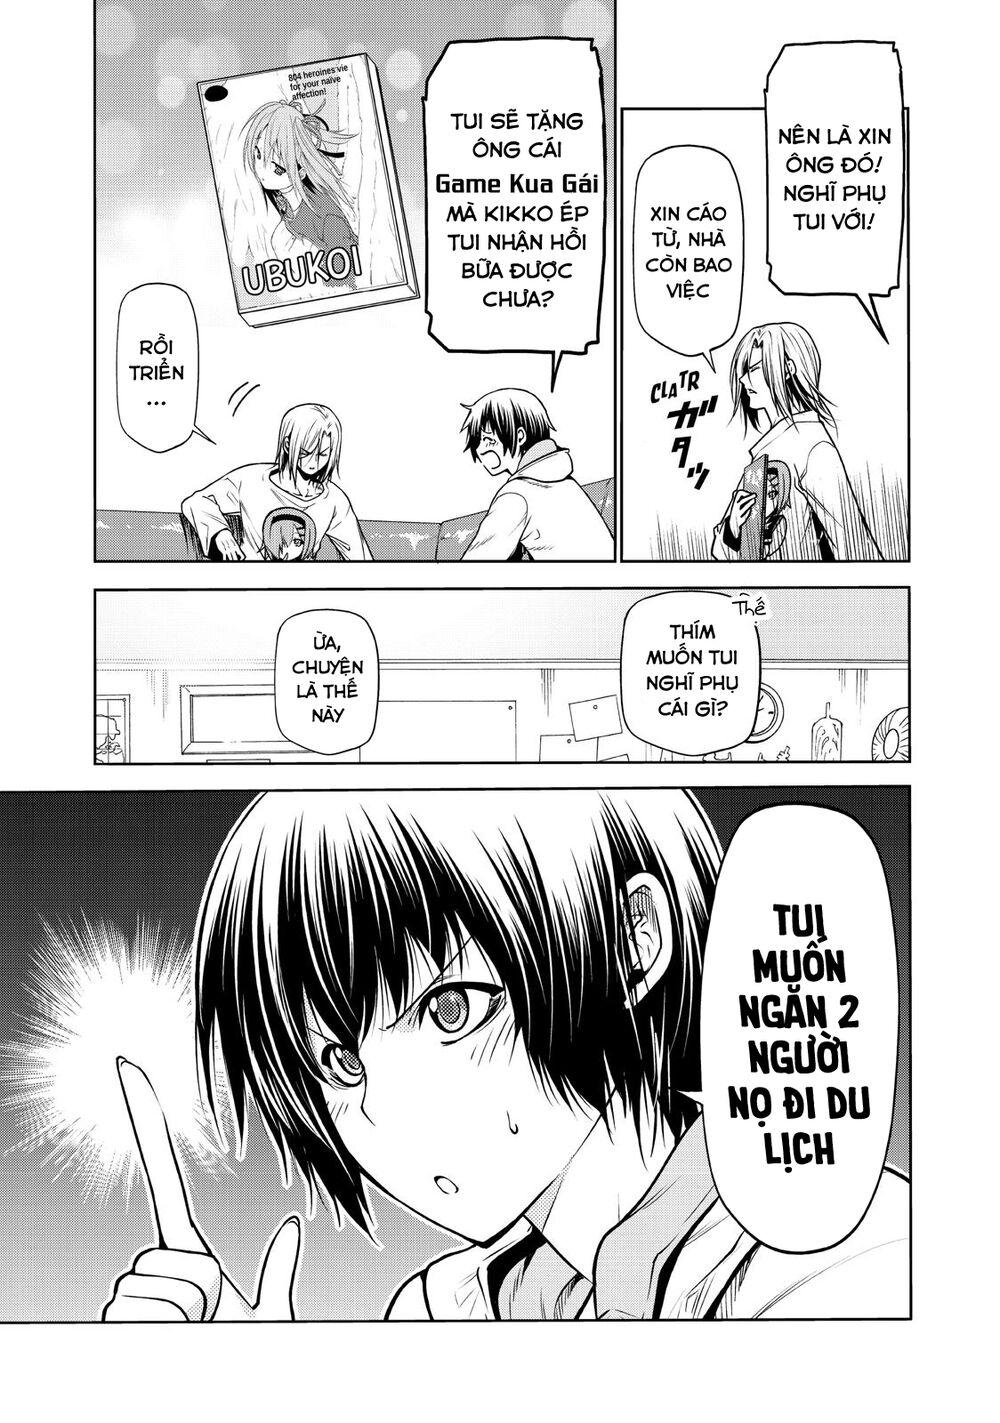 NÊN LÀ XIN
ÔNG ĐÓ!
NGHĨ PHỤ
TUI VỚI!
XIN CÁO
TỪ, NHÀ
CÒN BAO
VIỆC
CLATR
ガタッ
TUI SẼ TẶNG
ÔNG CÁI
Game Kua Gái
MÀ KIKKO ÉP
TUI NHẬN HỒI
BỮA ĐƯỢC
CHƯA?
804 heroines vie
for your naïve
affection!
UBUKOI
RỒI
TRIỂN
...
Thế
THÍM
MUỐN TUI
NGHĨ PHỤ
CÁI GÌ?
ỪA,
CHUYỆN
LÀ THẾ
NÀY
TUI
MUỐN
NGĂN 2
NGƯỜI
NỌ ĐI DU
LỊCH